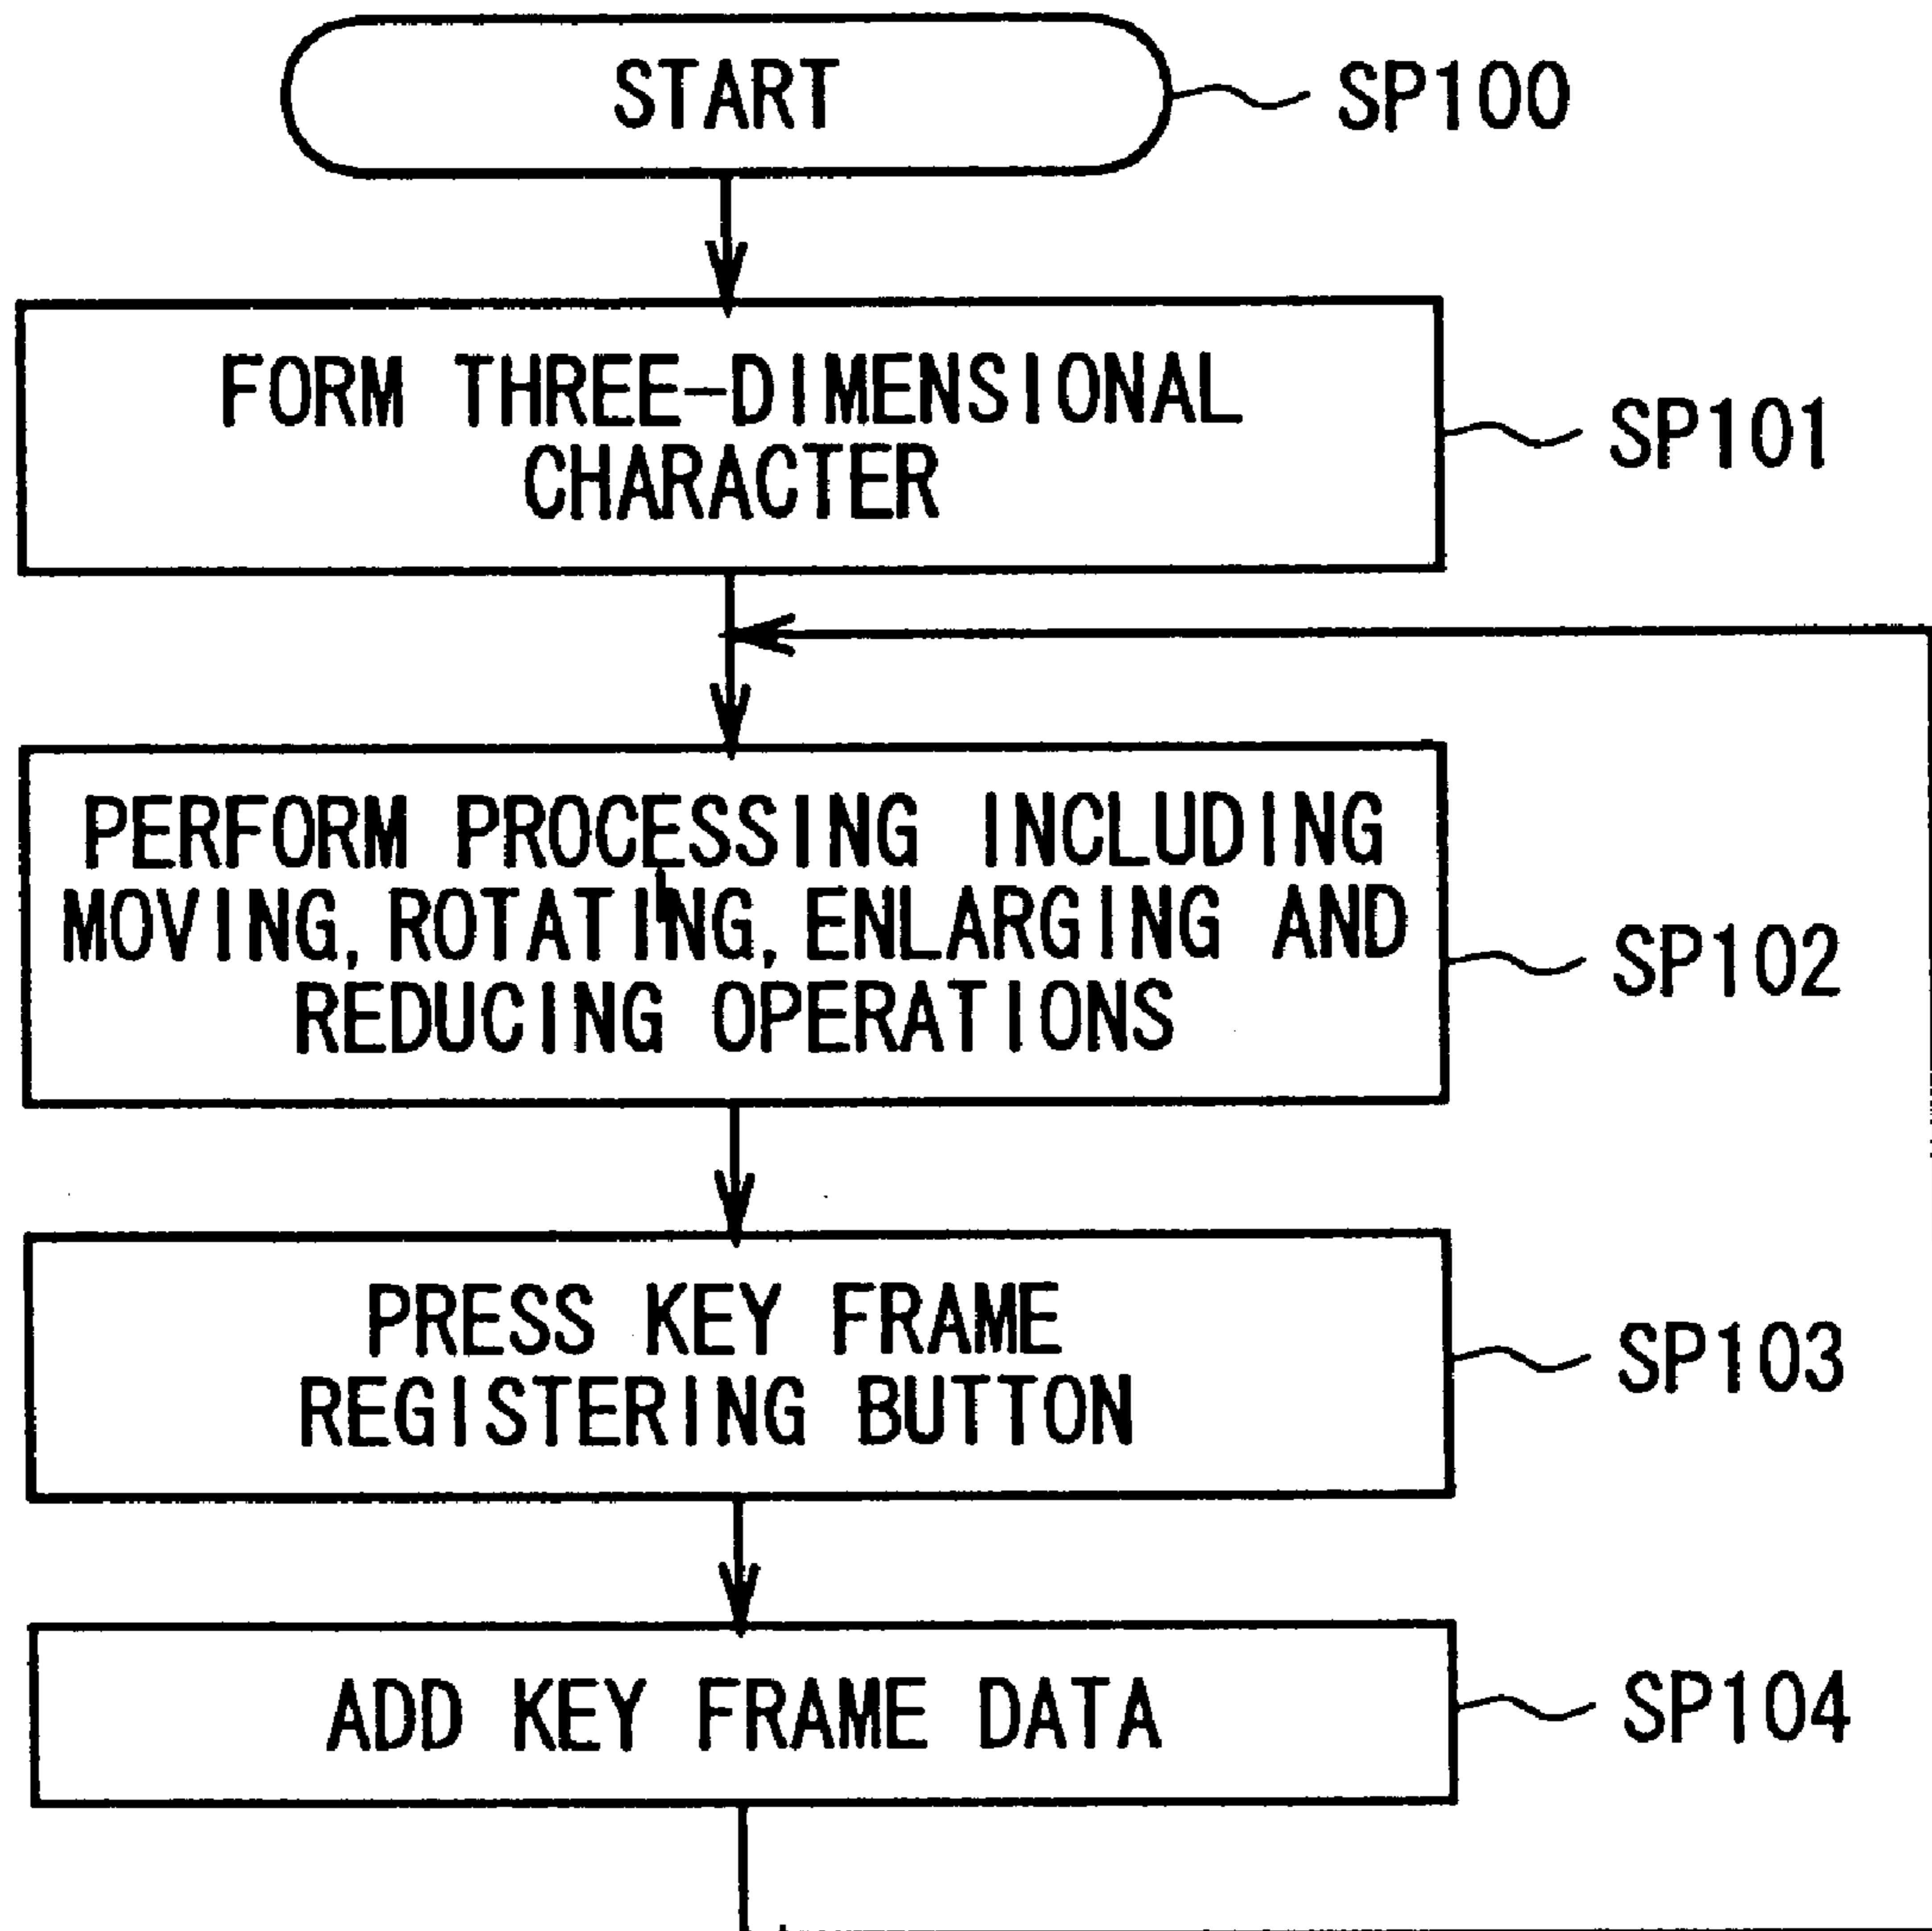 START
SP100
FORM THREE-DIMENSIONAL
CHARACTER
SP101
PERFORM PROCESSING INCLUDING
MOVING, ROTATING, ENLARGING AND
REDUCING OPERATIONS
SP102
PRESS KEY FRAME
REGISTERING BUTTON
SP103
ADD KEY FRAME DATA
SP104